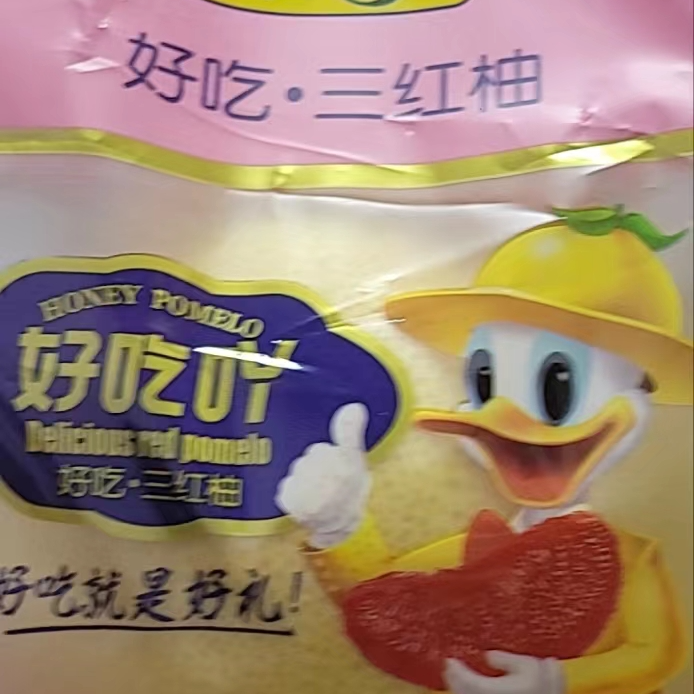 好吃·三红柚
HONEY POMELO
好吃吖
Delicious red pomelo
好吃·三红柚
好吃就是好礼!